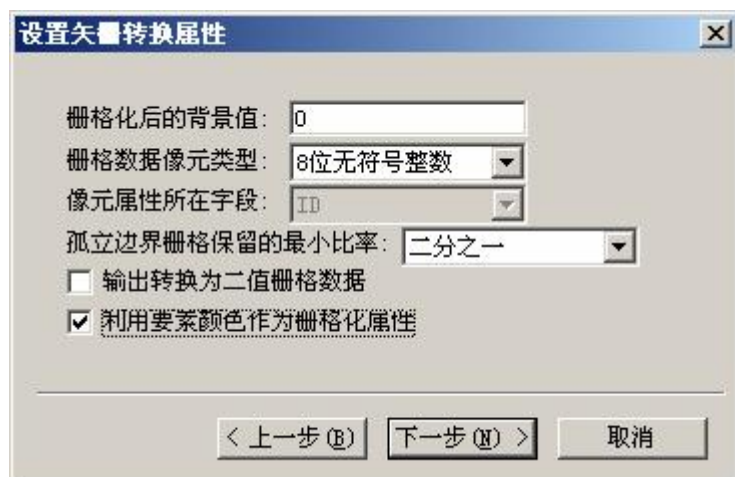 设置矢量转换属性
栅格化后的背景值: 0
栅格数据像元类型: 8位无符号整数
像元属性所在字段: ID
孤立边界栅格保留的最小比率: 二分之一
输出转换为二值栅格数据
利用要素颜色作为栅格化属性
< 上一步(B) 下一步(N) > 取消